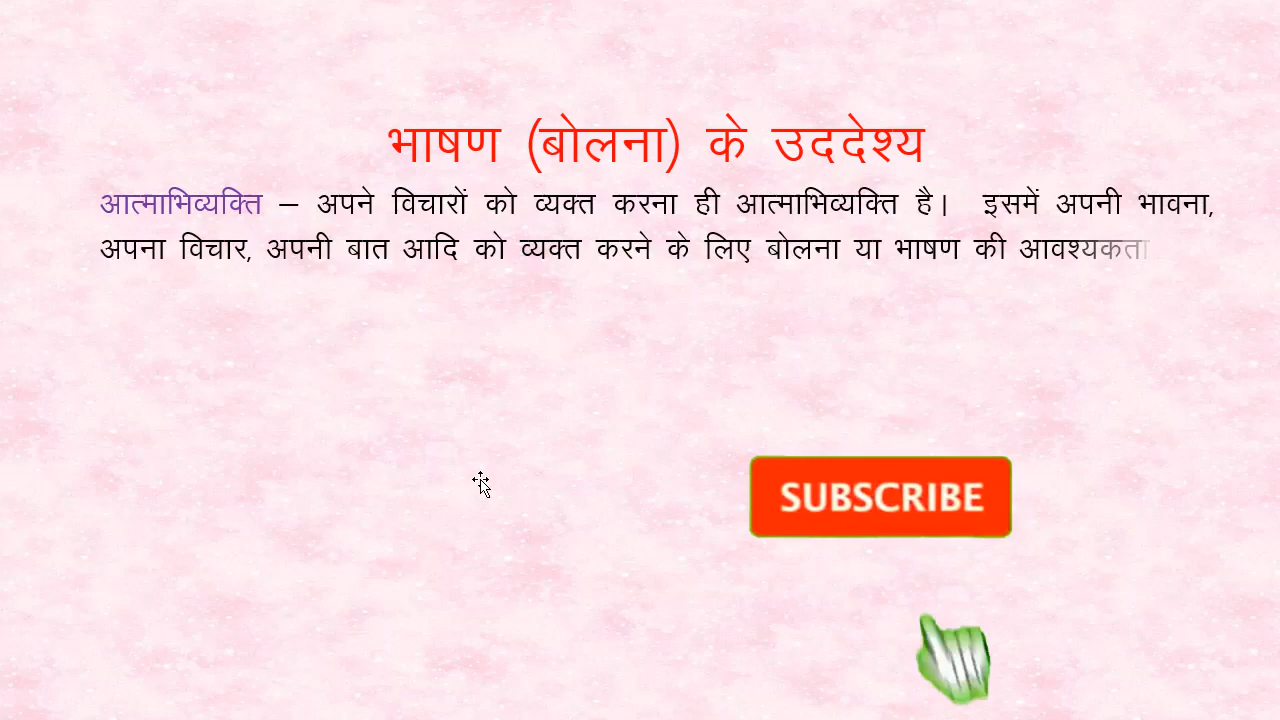 भाषण (बोलना) के उददेश्य
आत्माभिव्यक्ति – अपने विचारों को व्यक्त करना ही आत्माभिव्यक्ति है। इसमें अपनी भावना,
अपना विचार, अपनी बात आदि को व्यक्त करने के लिए बोलना या भाषण की आवश्यकता
SUBSCRIBE